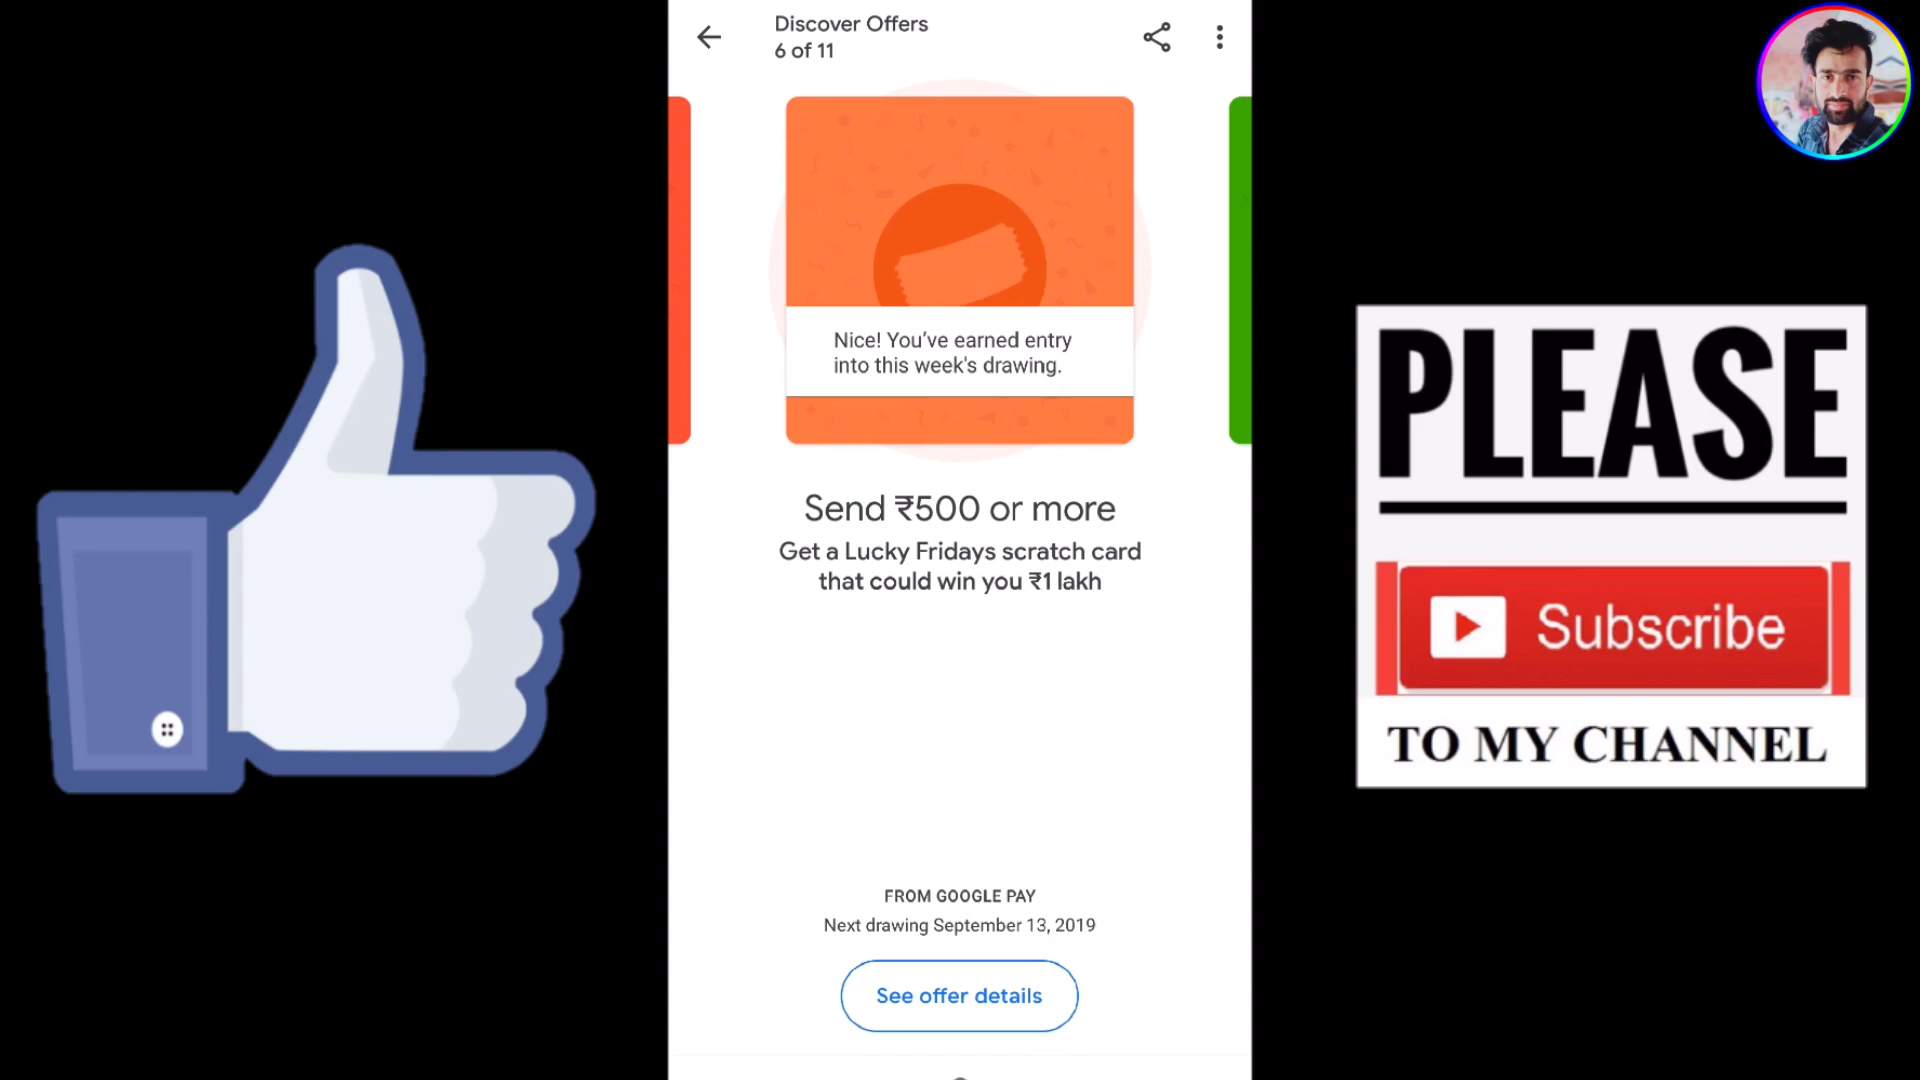 Discover Offers
6 of 11
Nice! You've earned entry
into this week's drawing.
Send ₹500 or more
Get a Lucky Fridays scratch card
that could win you ₹1 lakh
FROM GOOGLE PAY
Next drawing September 13, 2019
See offer details
PLEASE
Subscribe
TO MY CHANNEL